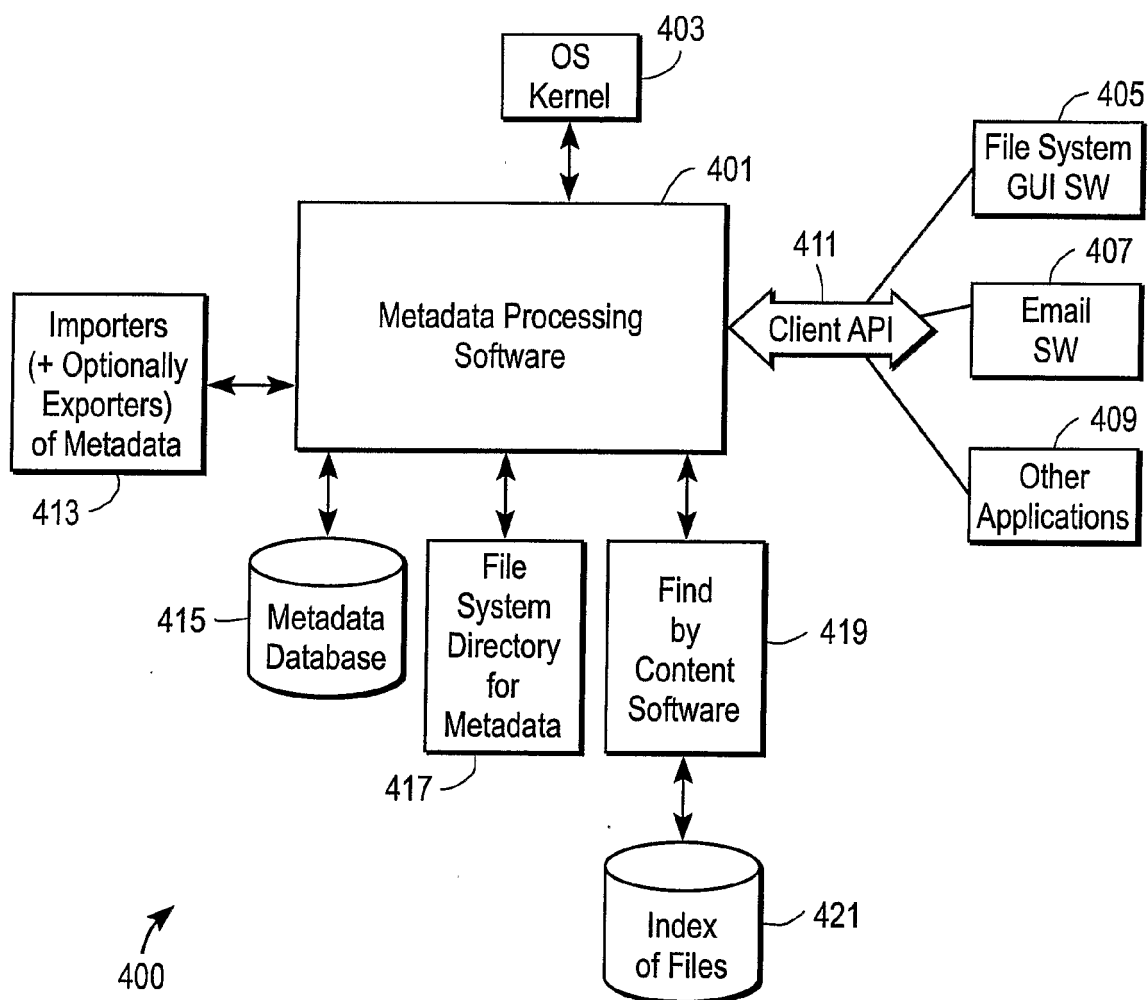 OS
Kernel
403
401
Metadata Processing
Software
411
Client API
405
File System
GUI SW
407
Email
SW
409
Other
Applications
Importers
(+ Optionally
Exporters)
of Metadata
413
415
Metadata
Database
File
System
Directory
for
Metadata
417
Find
by
Content
Software
419
Index
of Files
421
400